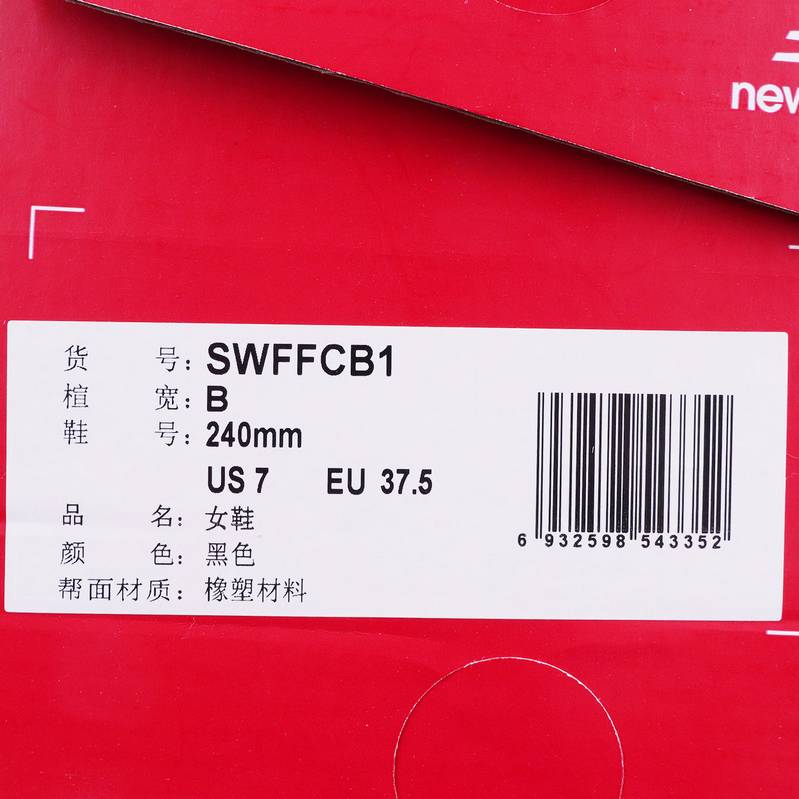 new
货 号：SWFFCB1
楦 宽：B
鞋 号：240mm
US 7 EU 37.5
品 名：女鞋
颜 色：黑色
帮面材质：橡塑材料
6 932598 543352